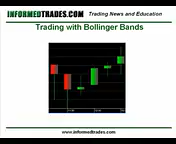 INFORMEDTRADES.COM Trading News and Education
Trading with Bollinger Bands
www.informedtrades.com